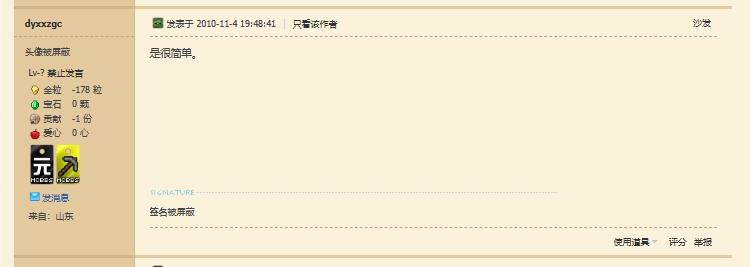 dyxxzgc
发表于 2010-11-4 19:48:41 | 只看该作者
沙发
头像被屏蔽
是很简单。
Lv-? 禁止发言
金粒 -178 粒
宝石 0 颗
贡献 -1 份
爱心 0 心
元
MCBBS MCBBS
发消息
来自：山东
SIGNATURE
签名被屏蔽
使用道具 评分 举报